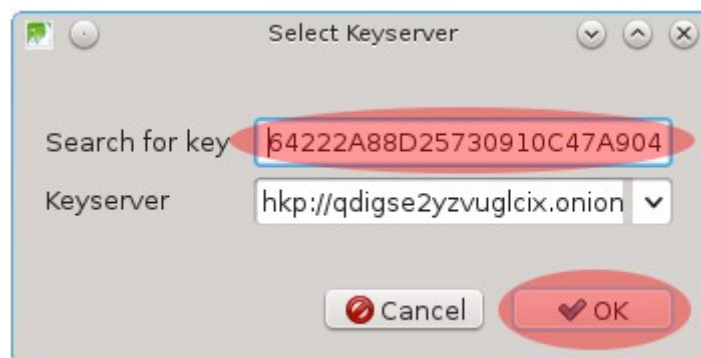 Select Keyserver
Search for key 64222A88D25730910C47A904
Keyserver hkp://qdigse2yzvuglcix.onion
Cancel OK